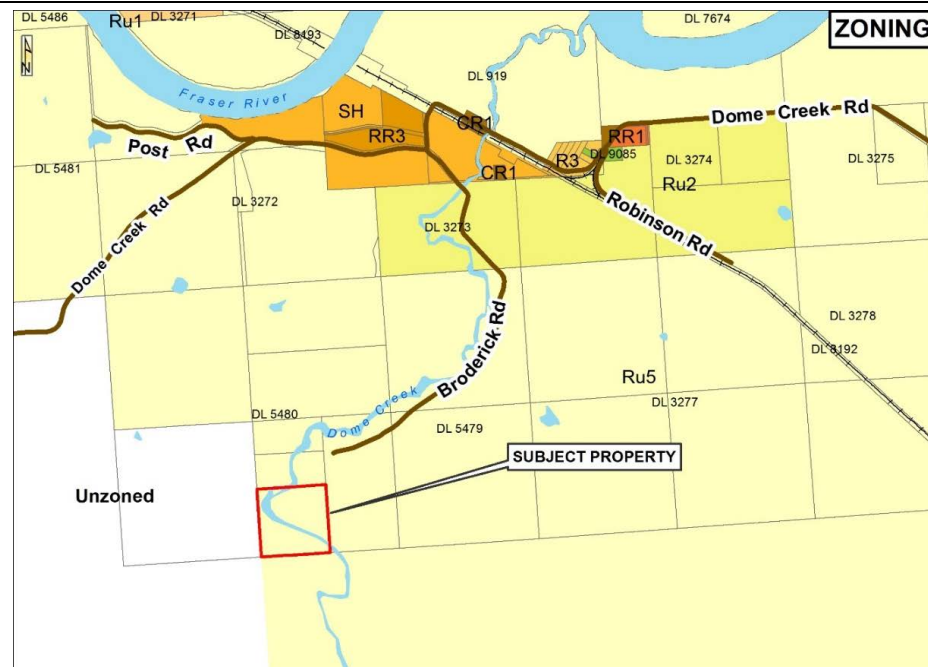 DL 5486
Ru1
DL 3271
DL 8193
DL 7674
ZONING
N
Fraser River
DL 919
SH
CR1
Dome Creek Rd
Post Rd
RR3
RR1
R3
DL 9085
DL 3274
DL 3275
DL 5481
CR1
Ru2
DL 3272
Dome Creek Rd
DL 3273
Robinson Rd
Broderick Rd
DL 3278
DL 8192
Ru5
DL 3277
DL 5480
Dome Creek
DL 5479
SUBJECT PROPERTY
Unzoned